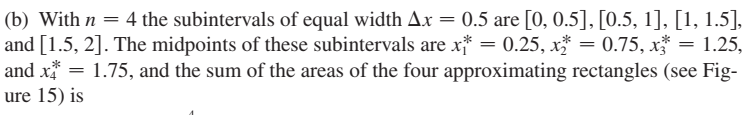 (b) With n = 4 the subintervals of equal width Δx = 0.5 are [0, 0.5], [0.5, 1], [1, 1.5],
and [1.5, 2]. The midpoints of these subintervals are x₁* = 0.25, x₂* = 0.75, x₃* = 1.25,
and x₄* = 1.75, and the sum of the areas of the four approximating rectangles (see Fig-
ure 15) is
4